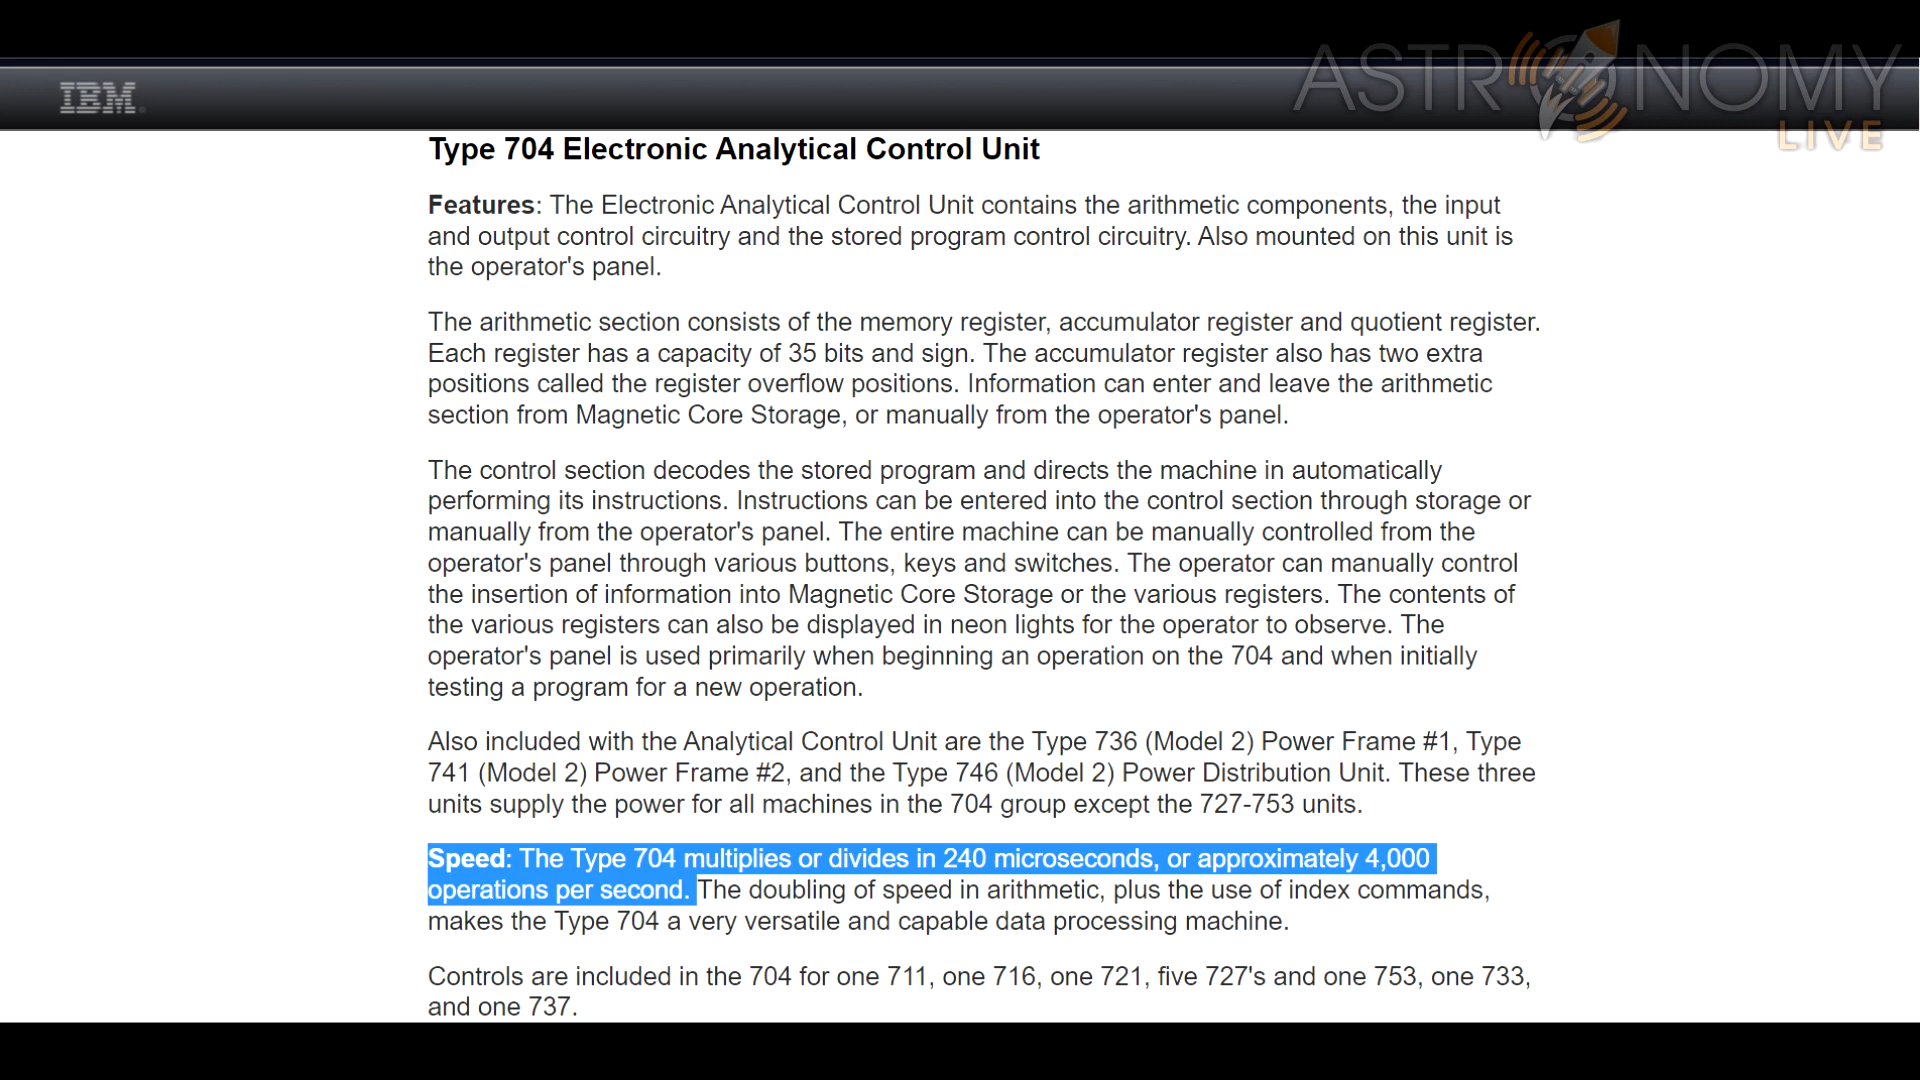 ASTRONOMY
LIVE
IBM
Type 704 Electronic Analytical Control Unit
Features: The Electronic Analytical Control Unit contains the arithmetic components, the input
and output control circuitry and the stored program control circuitry. Also mounted on this unit is
the operator's panel.
The arithmetic section consists of the memory register, accumulator register and quotient register.
Each register has a capacity of 35 bits and sign. The accumulator register also has two extra
positions called the register overflow positions. Information can enter and leave the arithmetic
section from Magnetic Core Storage, or manually from the operator's panel.
The control section decodes the stored program and directs the machine in automatically
performing its instructions. Instructions can be entered into the control section through storage or
manually from the operator's panel. The entire machine can be manually controlled from the
operator's panel through various buttons, keys and switches. The operator can manually control
the insertion of information into Magnetic Core Storage or the various registers. The contents of
the various registers can also be displayed in neon lights for the operator to observe. The
operator's panel is used primarily when beginning an operation on the 704 and when initially
testing a program for a new operation.
Also included with the Analytical Control Unit are the Type 736 (Model 2) Power Frame #1, Type
741 (Model 2) Power Frame #2, and the Type 746 (Model 2) Power Distribution Unit. These three
units supply the power for all machines in the 704 group except the 727-753 units.
Speed: The Type 704 multiplies or divides in 240 microseconds, or approximately 4,000
operations per second. The doubling of speed in arithmetic, plus the use of index commands,
makes the Type 704 a very versatile and capable data processing machine.
Controls are included in the 704 for one 711, one 716, one 721, five 727's and one 753, one 733,
and one 737.